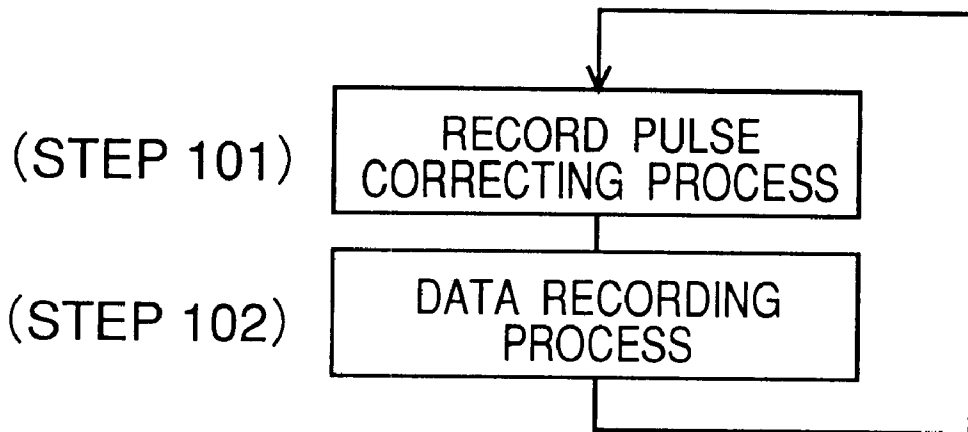 (STEP 101)
RECORD PULSE
CORRECTING PROCESS
(STEP 102)
DATA RECORDING
PROCESS